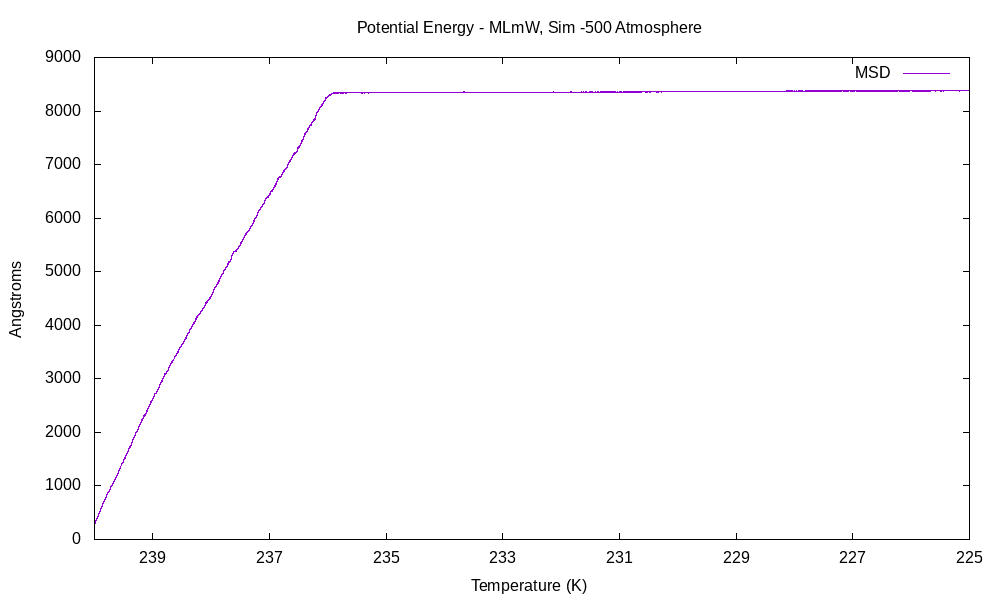 Potential Energy - MLmW, Sim -500 Atmosphere
MSD
9000
8000
7000
6000
5000
4000
3000
2000
1000
0
Angstroms
239 237 235 233 231 229 227 225
Temperature (K)